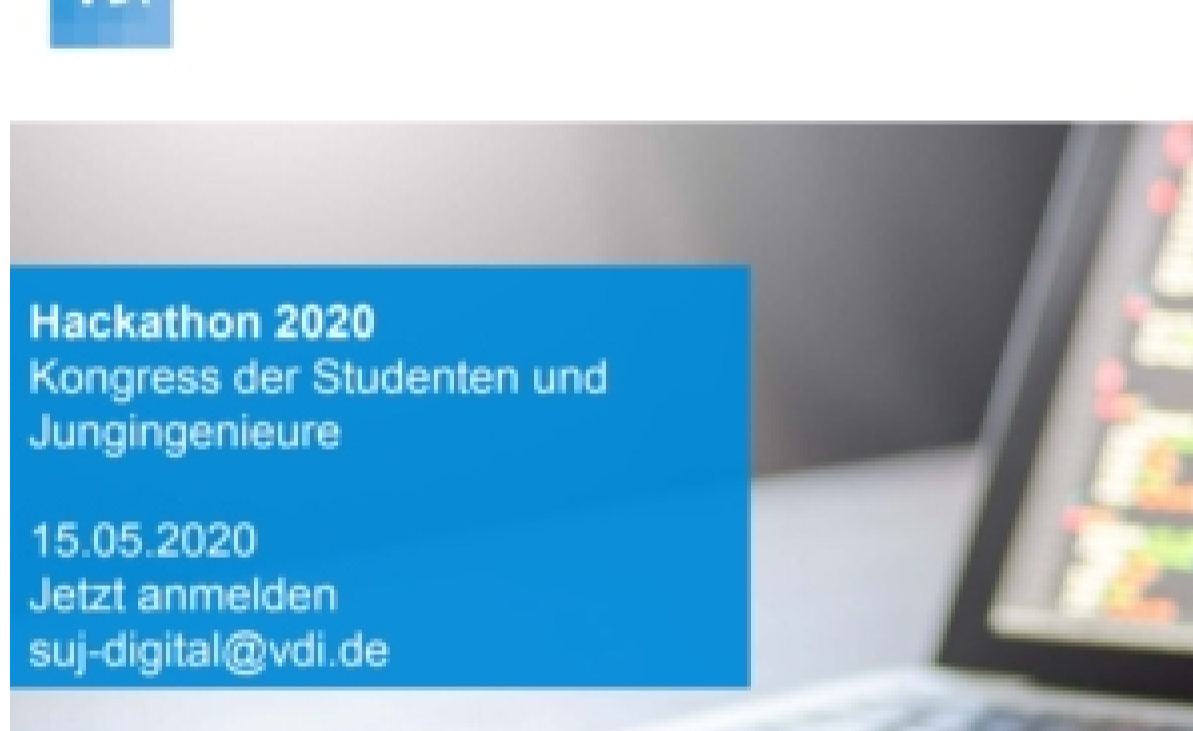 Hackathon 2020
Kongress der Studenten und
Jungingenieure
15.05.2020
Jetzt anmelden
suj-digital@vdi.de